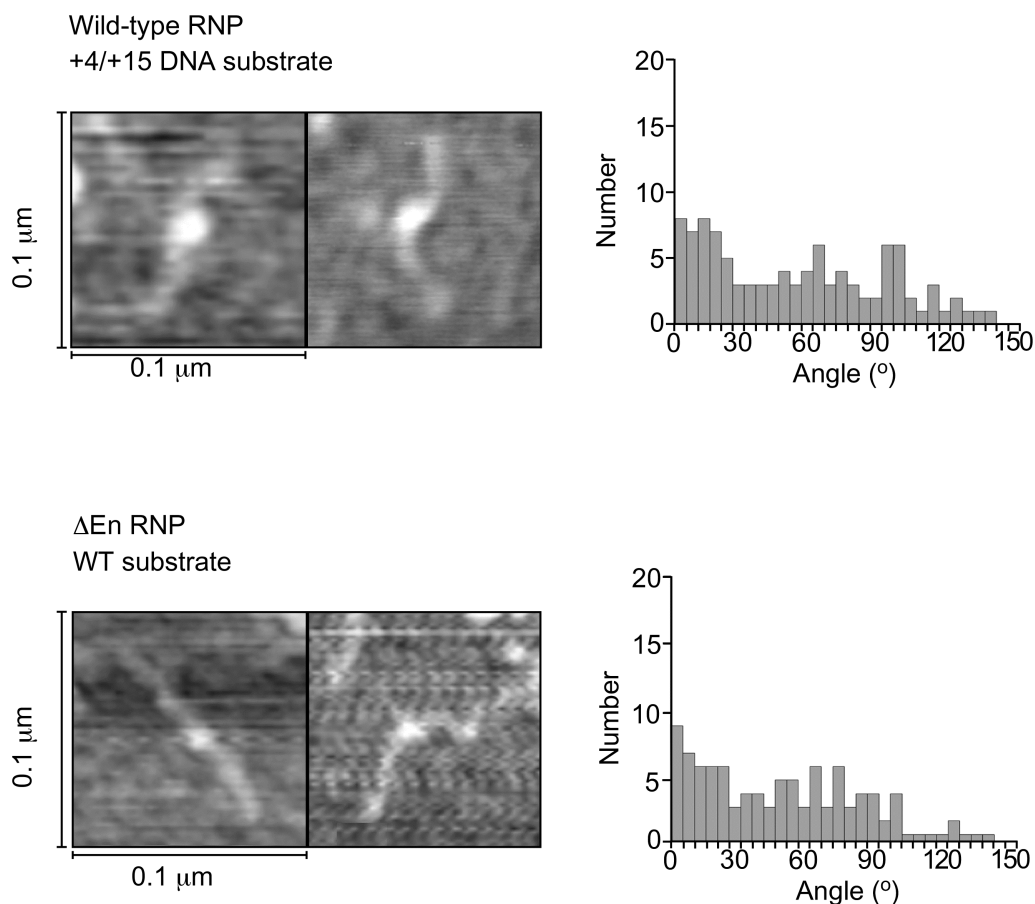 Wild-type RNP
+4/+15 DNA substrate
0.1 μm
0.1 μm
20
15
10
5
0
Number
0 30 60 90 120 150
Angle (º)
ΔEn RNP
WT substrate
0.1 μm
0.1 μm
20
15
10
5
0
Number
0 30 60 90 120 150
Angle (º)